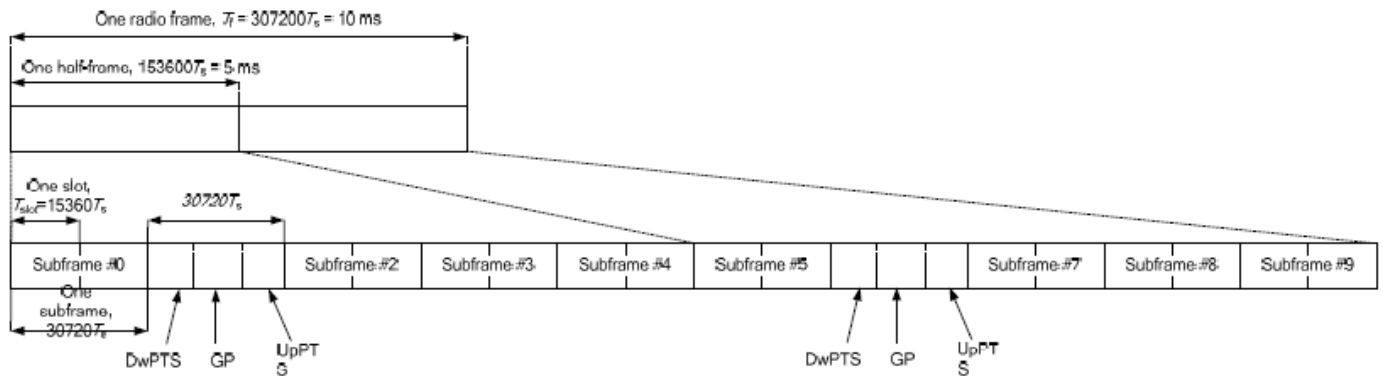 One radio frame, Tf = 307200Ts = 10 ms
One half-frame, 153600Ts = 5 ms
One slot,
Tslot=15360Ts
30720Ts
Subframe #0
Subframe #2
Subframe #3
Subframe #4
Subframe #5
Subframe #7
Subframe #8
Subframe #9
One
subframe,
30720Ts
DwPTS
GP
UpPT
S
DwPTS
GP
UpPT
S